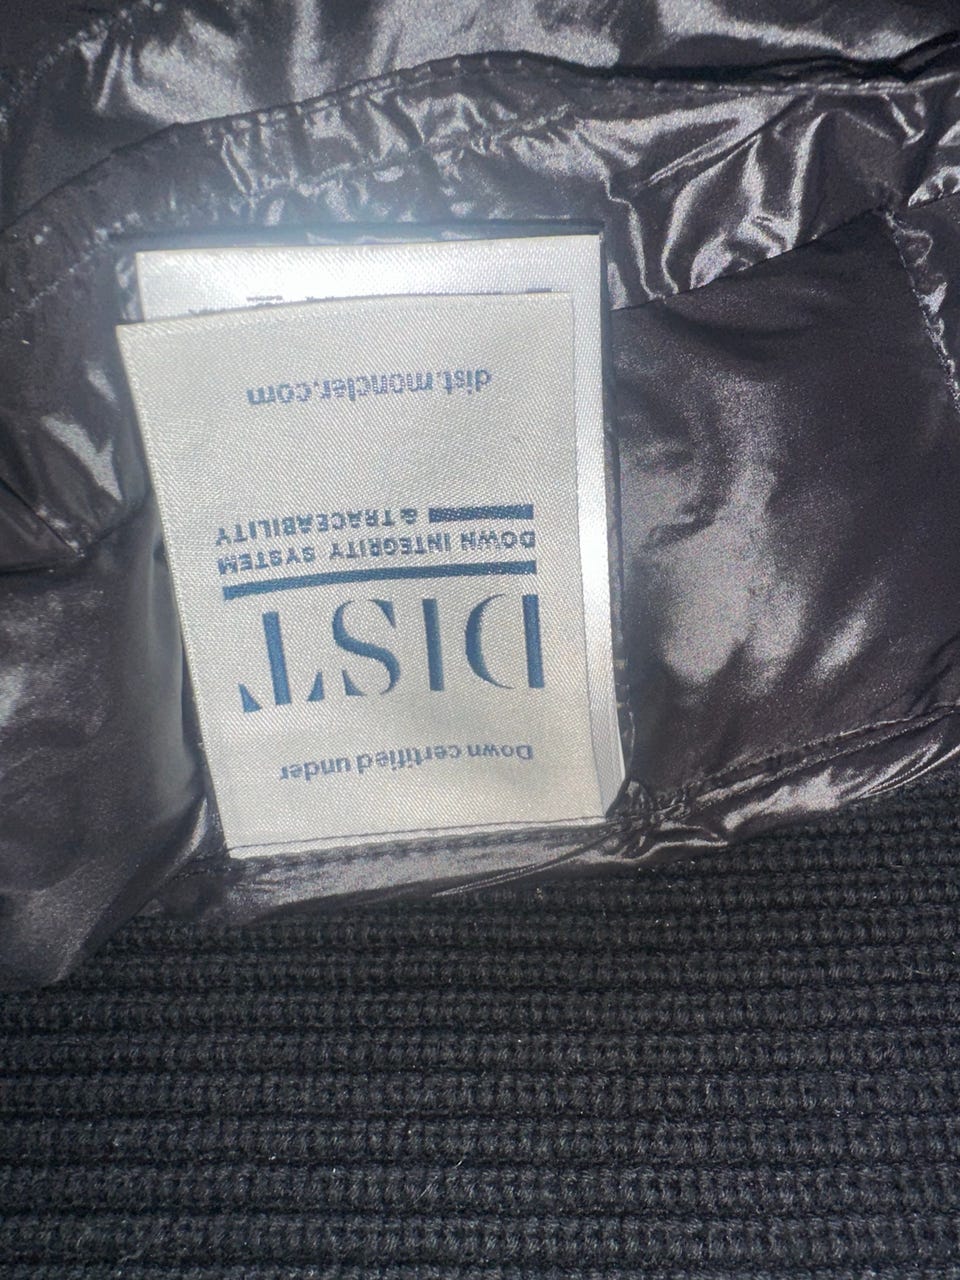 Down certified under
DIST
DOWN INTEGRITY SYSTEM
& TRACEABILITY
dist.moncler.com